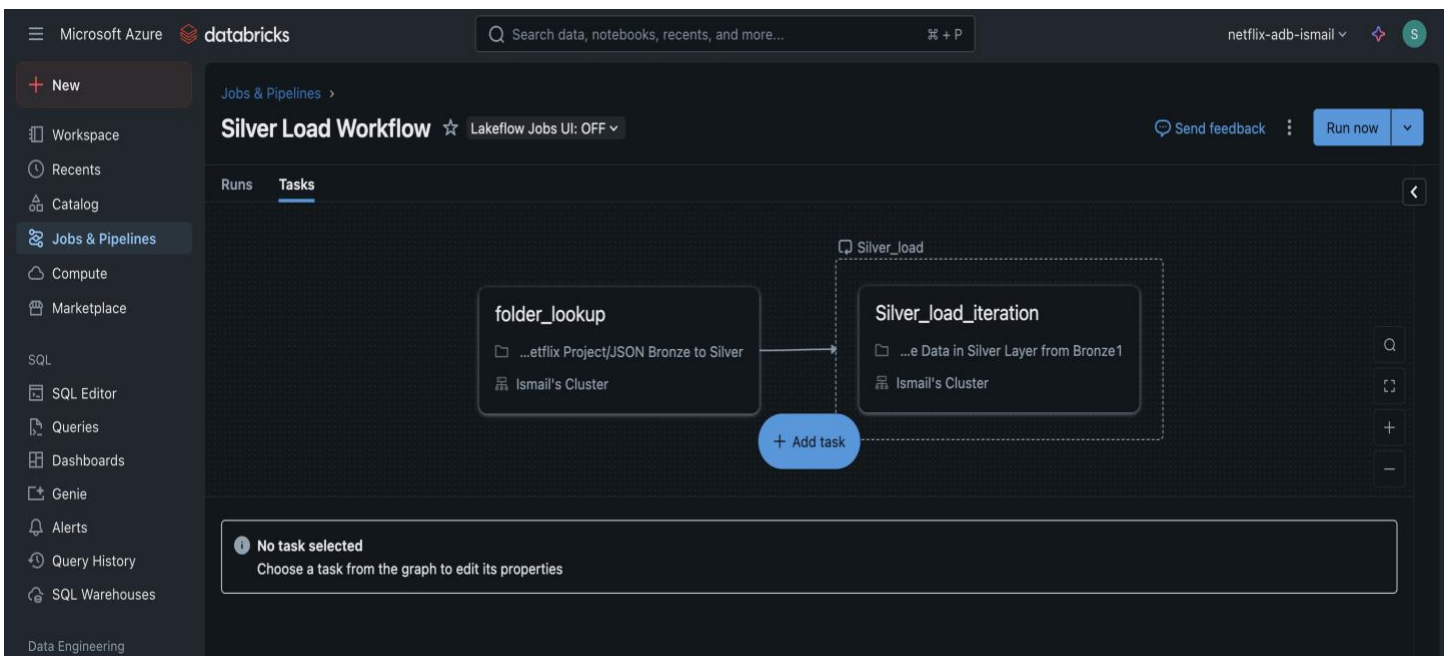 Microsoft Azure databricks
Search data, notebooks, recents, and more... ⌘ + P
netflix-adb-ismail
S
+ New
Workspace
Recents
Catalog
Jobs & Pipelines
Compute
Marketplace
SQL
SQL Editor
Queries
Dashboards
Genie
Alerts
Query History
SQL Warehouses
Data Engineering
Jobs & Pipelines ›
Silver Load Workflow Lakeflow Jobs UI: OFF
Send feedback
Run now
Runs Tasks
folder_lookup
...etflix Project/JSON Bronze to Silver
Ismail's Cluster
Silver_load
Silver_load_iteration
...e Data in Silver Layer from Bronze1
Ismail's Cluster
+ Add task
No task selected
Choose a task from the graph to edit its properties